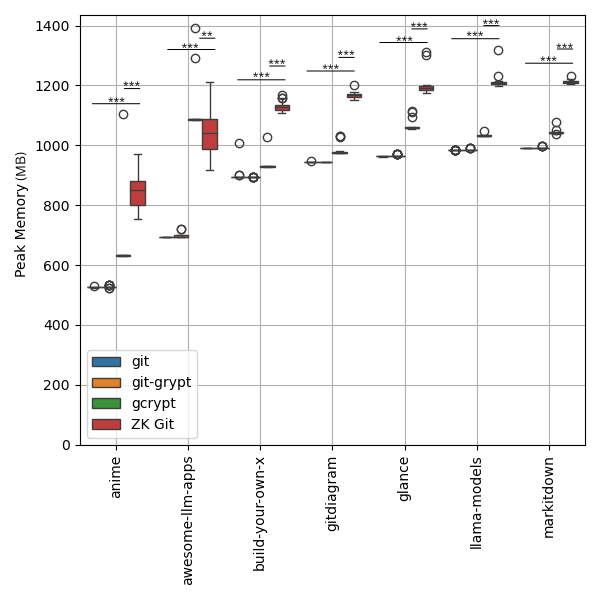 1400
1200
1000
800
600
400
200
0
Peak Memory (MB)
***
***
***
**
***
***
***
***
***
***
***
***
***
***
git
git-grypt
gcrypt
ZK Git
anime
awesome-llm-apps
build-your-own-x
gitdiagram
glance
llama-models
markitdown